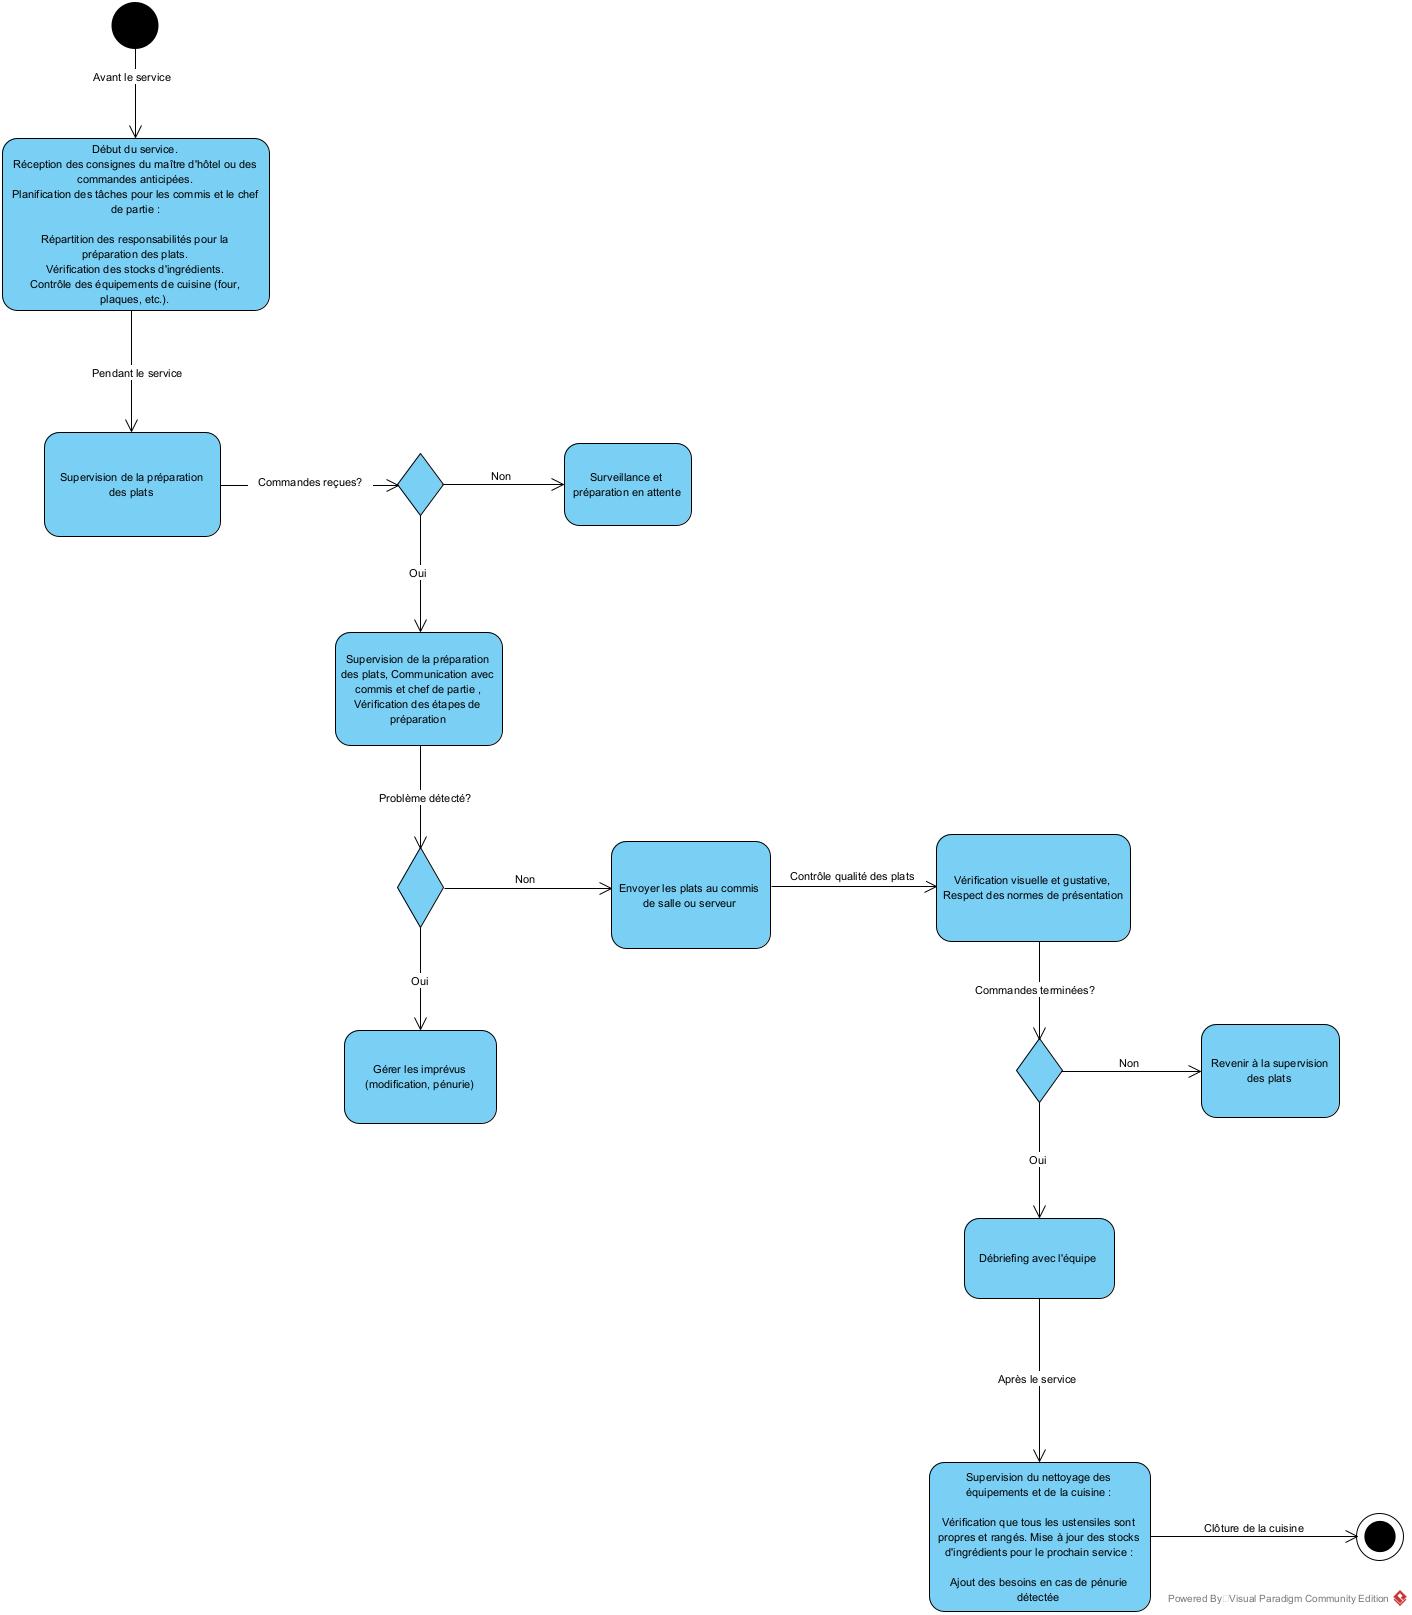 Avant le service
Début du service.
Réception des consignes du maître d'hôtel ou des
commandes anticipées.
Planification des tâches pour les commis et le chef
de partie :
Répartition des responsabilités pour la
préparation des plats.
Vérification des stocks d'ingrédients.
Contrôle des équipements de cuisine (four,
plaques, etc.).
Pendant le service
Supervision de la préparation
des plats
Commandes reçues?
Non
Surveillance et
préparation en attente
Oui
Supervision de la préparation
des plats, Communication avec
commis et chef de partie ,
Vérification des étapes de
préparation
Problème détecté?
Non
Envoyer les plats au commis
de salle ou serveur
Contrôle qualité des plats
Vérification visuelle et gustative,
Respect des normes de présentation
Oui
Gérer les imprévus
(modification, pénurie)
Commandes terminées?
Non
Revenir à la supervision
des plats
Oui
Débriefing avec l'équipe
Après le service
Supervision du nettoyage des
équipements et de la cuisine :
Vérification que tous les ustensiles sont
propres et rangés. Mise à jour des stocks
d'ingrédients pour le prochain service :
Ajout des besoins en cas de pénurie
détectée
Clôture de la cuisine
Powered By Visual Paradigm Community Edition